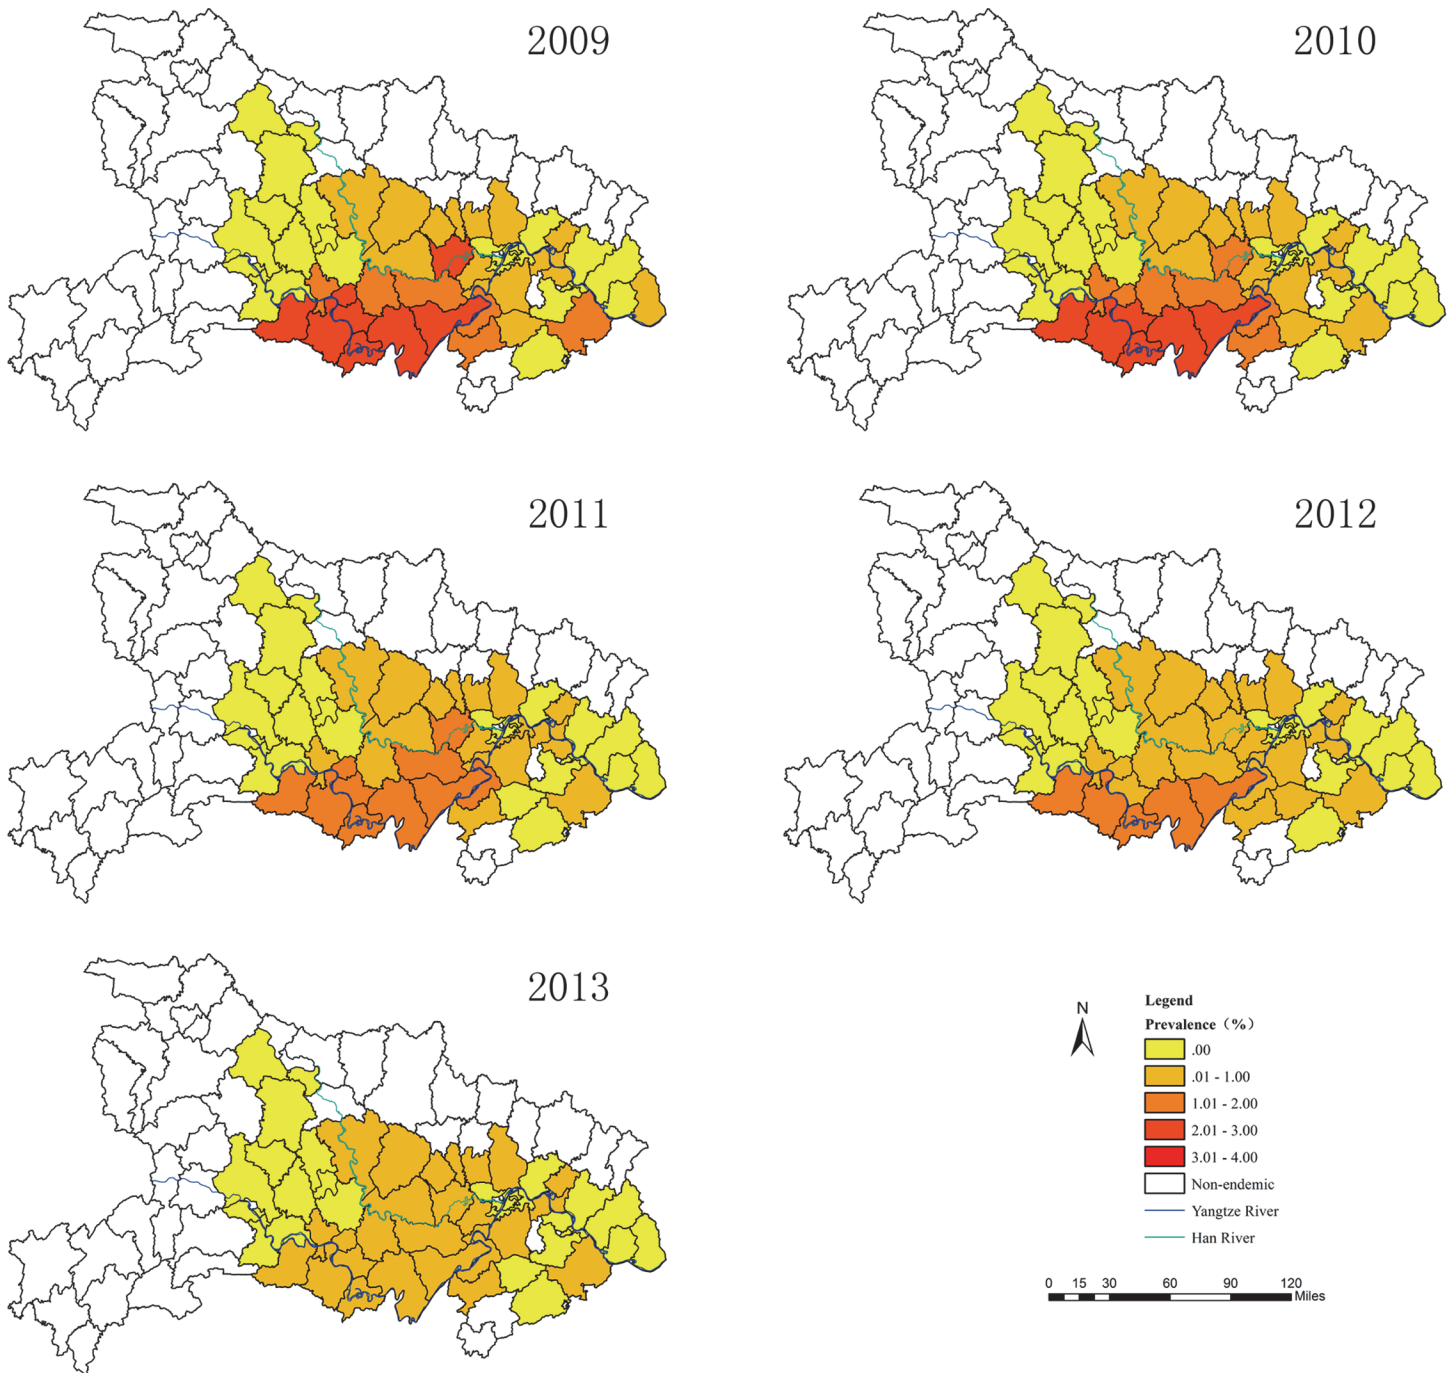 2009
2010
2011
2012
2013
N
Legend
Prevalence（%）
.00
.01 - 1.00
1.01 - 2.00
2.01 - 3.00
3.01 - 4.00
Non-endemic
Yangtze River
Han River
0 15 30 60 90 120
Miles